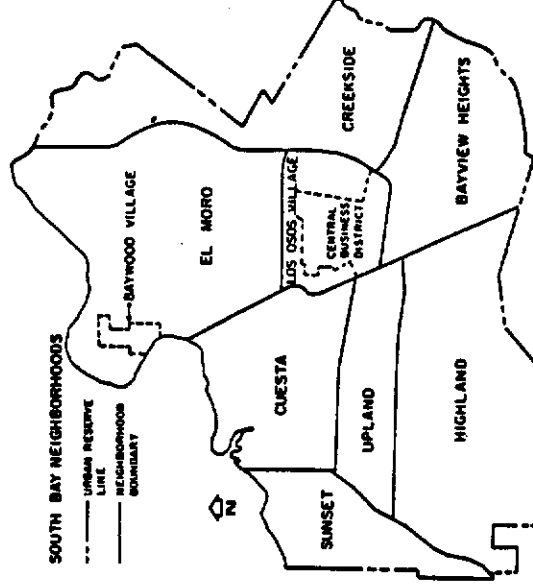 SOUTH BAY NEIGHBORHOODS
URBAN RESERVE
LINE
NEIGHBORHOOD
BOUNDARY
BAYWOOD VILLAGE
EL MORO
CREEKSIDE
LOS OSOS VILLAGE
CENTRAL
BUSINESS
DISTRICT
BAYVIEW HEIGHTS
CUESTA
UPLAND
HIGHLAND
SUNSET
N